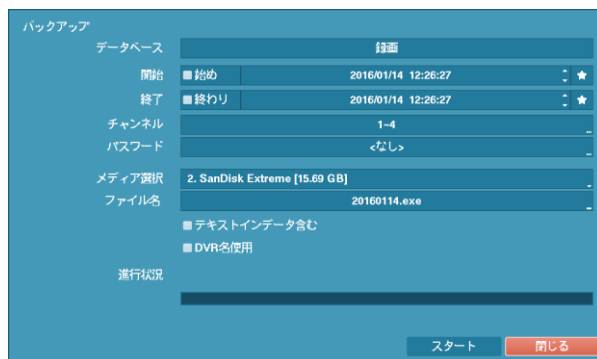 バックアップ
データベース 録画
開始 始め 2016/01/14 12:26:27
終了 終わり 2016/01/14 12:26:27
チャンネル 1~4
パスワード <なし>
メディア選択 2. SanDisk Extreme [15.69 GB]
ファイル名 20160114.exe
テキストインデータ含む
DVR名使用
進行状況
スタート 閉じる